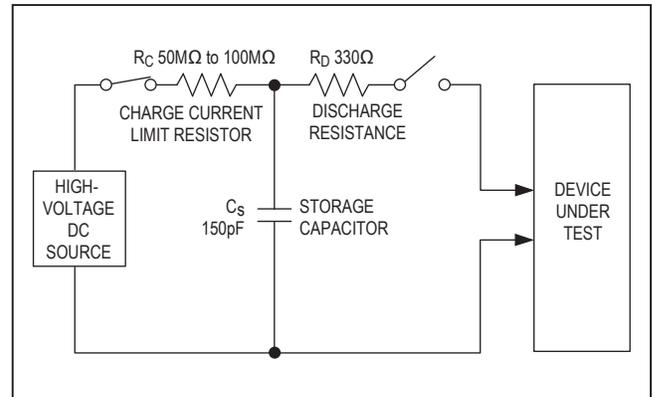 RC 50MΩ to 100MΩ
CHARGE CURRENT
LIMIT RESISTOR
RD 330Ω
DISCHARGE
RESISTANCE
HIGH-
VOLTAGE
DC
SOURCE
CS
150pF
STORAGE
CAPACITOR
DEVICE
UNDER
TEST